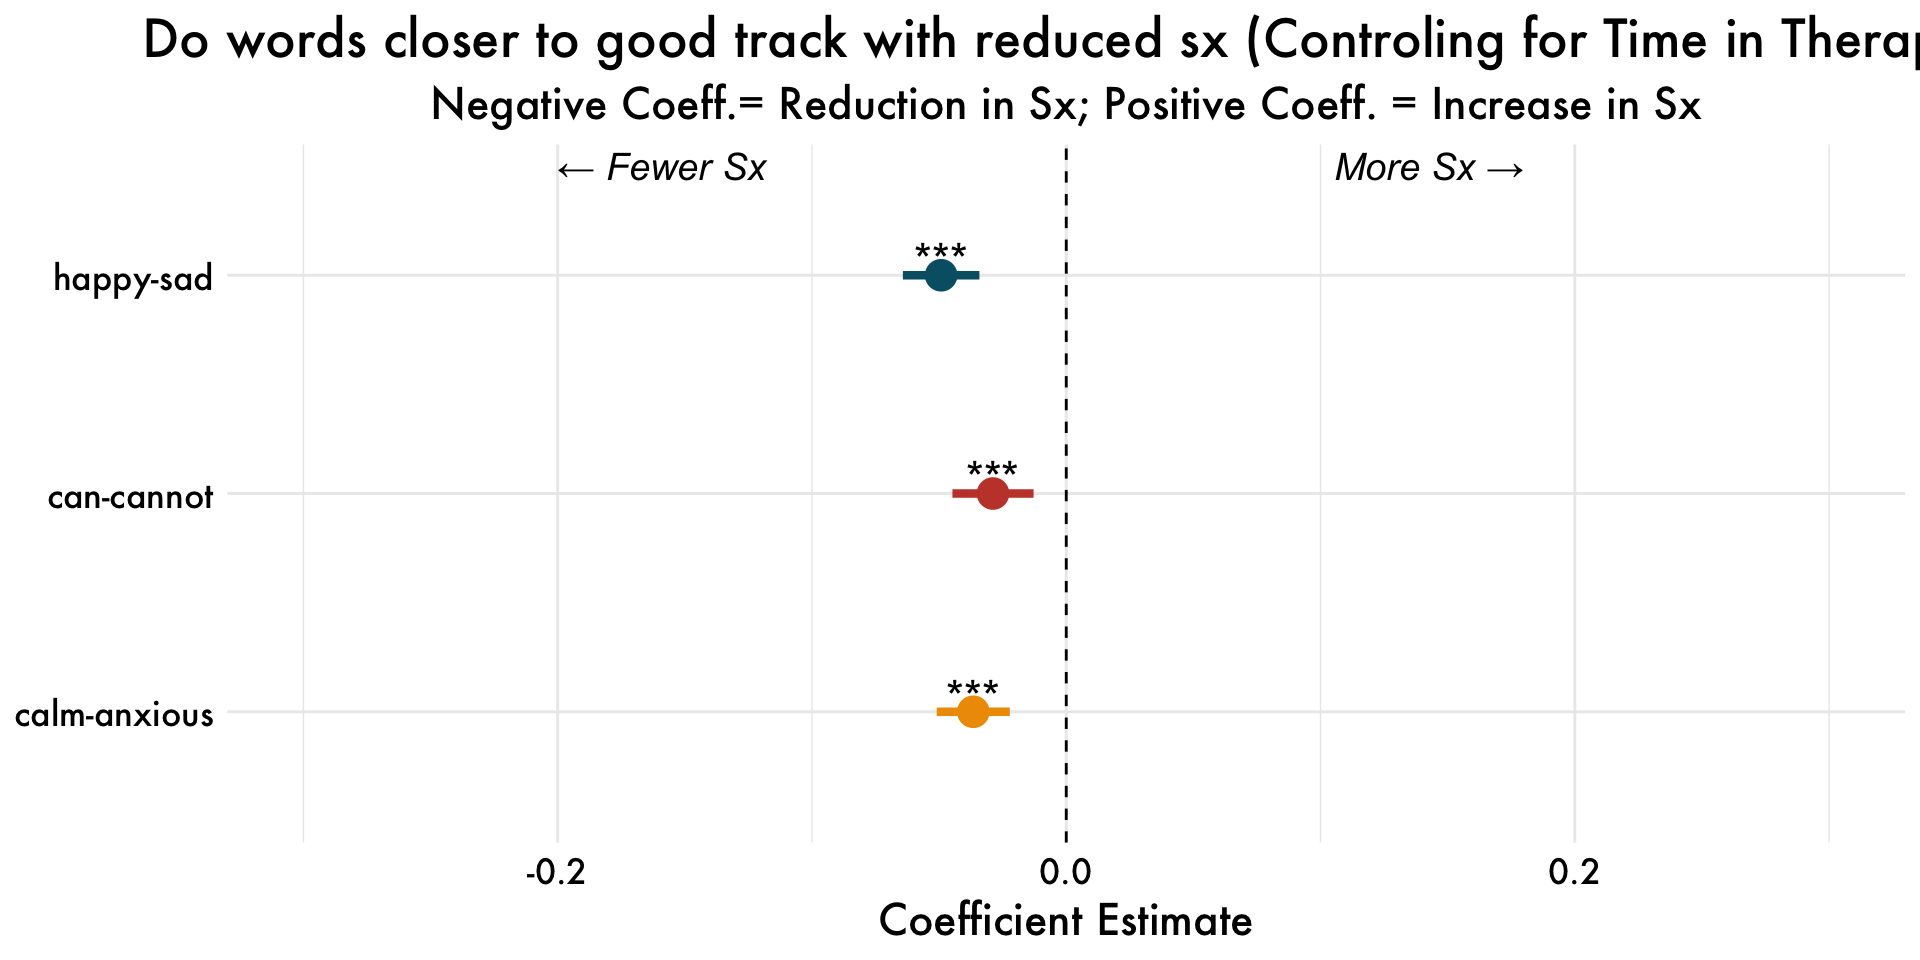 Do words closer to good track with reduced sx (Controling for Time in Therap
Negative Coeff.= Reduction in Sx; Positive Coeff. = Increase in Sx
← Fewer Sx
More Sx →
***
happy-sad
***
can-cannot
***
calm-anxious
-0.2
0.0
0.2
Coefficient Estimate